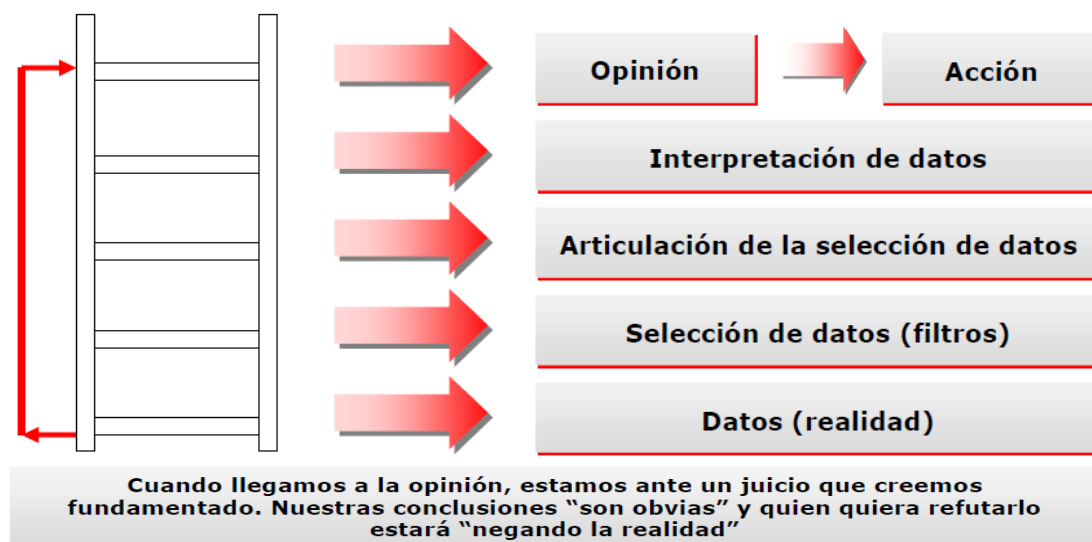 Opinión
Acción
Interpretación de datos
Articulación de la selección de datos
Selección de datos (filtros)
Datos (realidad)
Cuando llegamos a la opinión, estamos ante un juicio que creemos
fundamentado. Nuestras conclusiones “son obvias” y quien quiera refutarlo
estará “negando la realidad”